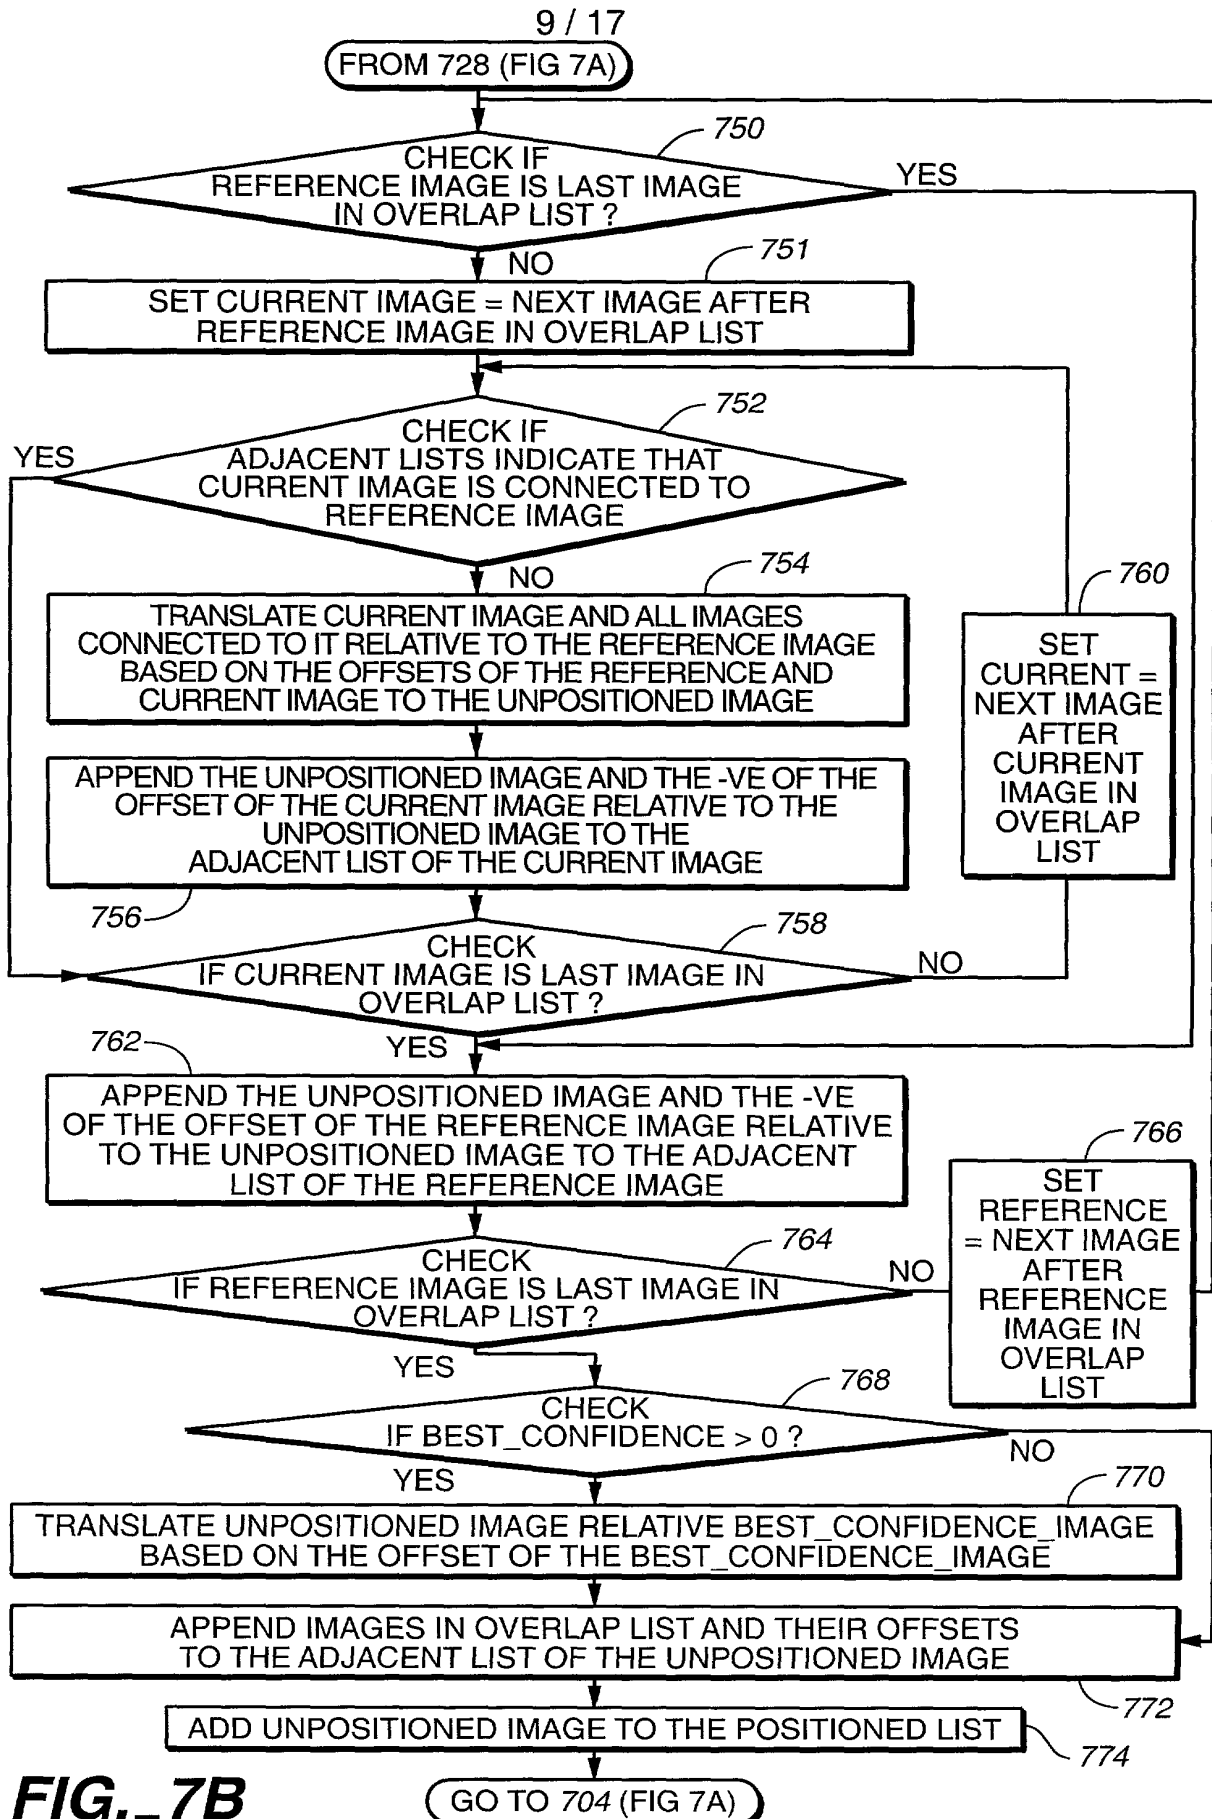 9 / 17
FROM 728 (FIG 7A)
750
CHECK IF
REFERENCE IMAGE IS LAST IMAGE
IN OVERLAP LIST ?
YES
NO
751
SET CURRENT IMAGE = NEXT IMAGE AFTER
REFERENCE IMAGE IN OVERLAP LIST
752
CHECK IF
ADJACENT LISTS INDICATE THAT
CURRENT IMAGE IS CONNECTED TO
REFERENCE IMAGE
YES
NO
754
TRANSLATE CURRENT IMAGE AND ALL IMAGES
CONNECTED TO IT RELATIVE TO THE REFERENCE IMAGE
BASED ON THE OFFSETS OF THE REFERENCE AND
CURRENT IMAGE TO THE UNPOSITIONED IMAGE
760
SET
CURRENT =
NEXT IMAGE
AFTER
CURRENT
IMAGE IN
OVERLAP
LIST
APPEND THE UNPOSITIONED IMAGE AND THE -VE OF THE
OFFSET OF THE CURRENT IMAGE RELATIVE TO THE
UNPOSITIONED IMAGE TO THE
ADJACENT LIST OF THE CURRENT IMAGE
756
758
CHECK
IF CURRENT IMAGE IS LAST IMAGE IN
OVERLAP LIST ?
NO
YES
762
APPEND THE UNPOSITIONED IMAGE AND THE -VE
OF THE OFFSET OF THE REFERENCE IMAGE RELATIVE
TO THE UNPOSITIONED IMAGE TO THE ADJACENT
LIST OF THE REFERENCE IMAGE
766
SET
REFERENCE
= NEXT IMAGE
AFTER
REFERENCE
IMAGE IN
OVERLAP
LIST
764
CHECK
IF REFERENCE IMAGE IS LAST IMAGE IN
OVERLAP LIST ?
NO
YES
768
CHECK
IF BEST_CONFIDENCE > 0 ?
NO
YES
770
TRANSLATE UNPOSITIONED IMAGE RELATIVE BEST_CONFIDENCE_IMAGE
BASED ON THE OFFSET OF THE BEST_CONFIDENCE_IMAGE
APPEND IMAGES IN OVERLAP LIST AND THEIR OFFSETS
TO THE ADJACENT LIST OF THE UNPOSITIONED IMAGE
772
ADD UNPOSITIONED IMAGE TO THE POSITIONED LIST
774
GO TO 704 (FIG 7A)
FIG._7B